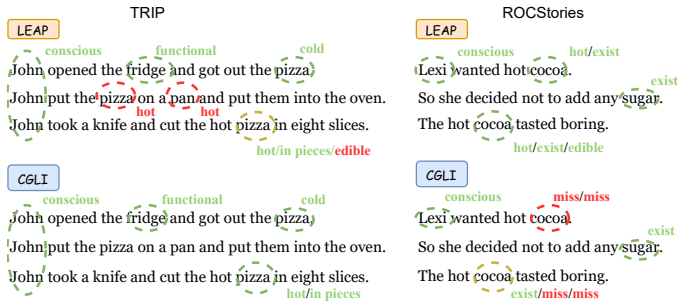 TRIP
LEAP
conscious functional cold
John opened the fridge and got out the pizza.
John put the pizza on a pan and put them into the oven.
hot hot
John took a knife and cut the hot pizza in eight slices.
hot/in pieces/edible
CGLI
conscious functional cold
John opened the fridge and got out the pizza.
John put the pizza on a pan and put them into the oven.
John took a knife and cut the hot pizza in eight slices.
hot/in pieces
ROCStories
LEAP
conscious hot/exist
Lexi wanted hot cocoa.
exist
So she decided not to add any sugar.
The hot cocoa tasted boring.
hot/exist/edible
CGLI
conscious miss/miss
Lexi wanted hot cocoa.
exist
So she decided not to add any sugar.
The hot cocoa tasted boring.
exist/miss/miss